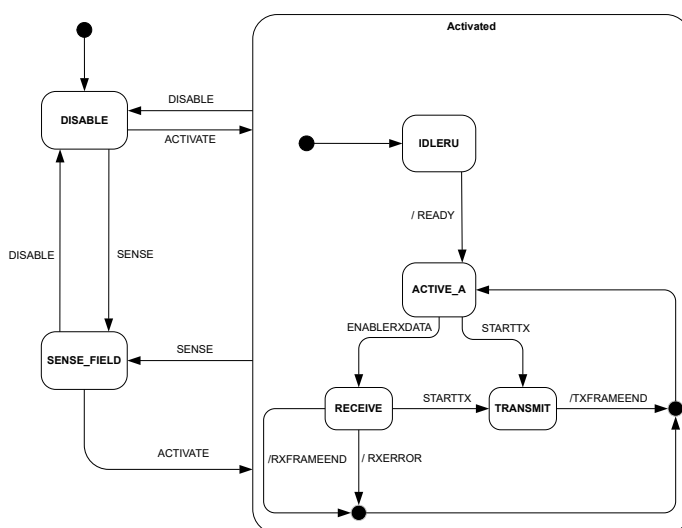 Activated
DISABLE
DISABLE
ACTIVATE
IDLERU
/ READY
DISABLE
SENSE
ACTIVE_A
ENABLERXDATA
STARTTX
SENSE_FIELD
SENSE
RECEIVE
STARTTX
TRANSMIT
/TXFRAMEEND
ACTIVATE
/RXFRAMEEND
/ RXERROR